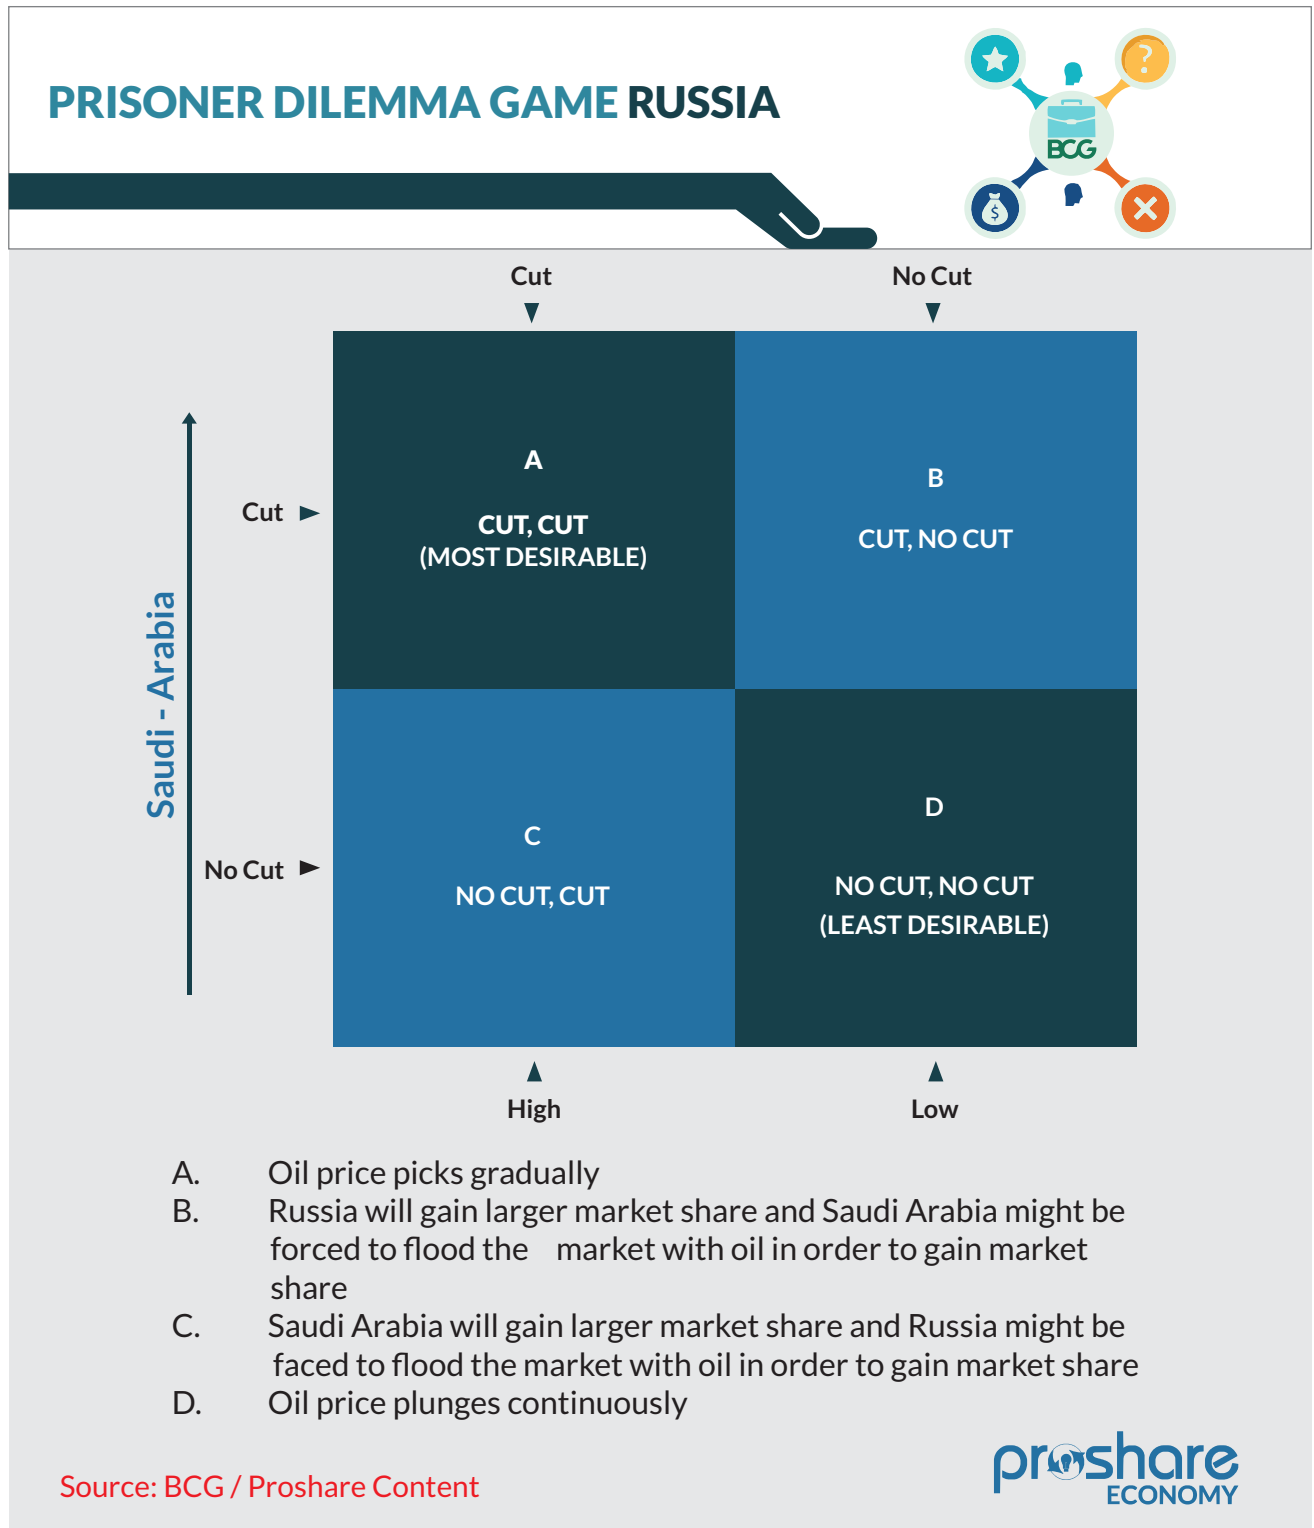 PRISONER DILEMMA GAME RUSSIA
?
BCG
$
Cut
No Cut
Saudi - Arabia
Cut
A
CUT, CUT
(MOST DESIRABLE)
B
CUT, NO CUT
No Cut
C
NO CUT, CUT
D
NO CUT, NO CUT
(LEAST DESIRABLE)
High
Low
A. Oil price picks gradually
B. Russia will gain larger market share and Saudi Arabia might be
forced to flood the market with oil in order to gain market
share
C. Saudi Arabia will gain larger market share and Russia might be
faced to flood the market with oil in order to gain market share
D. Oil price plunges continuously
Source: BCG / Proshare Content
proshare
ECONOMY